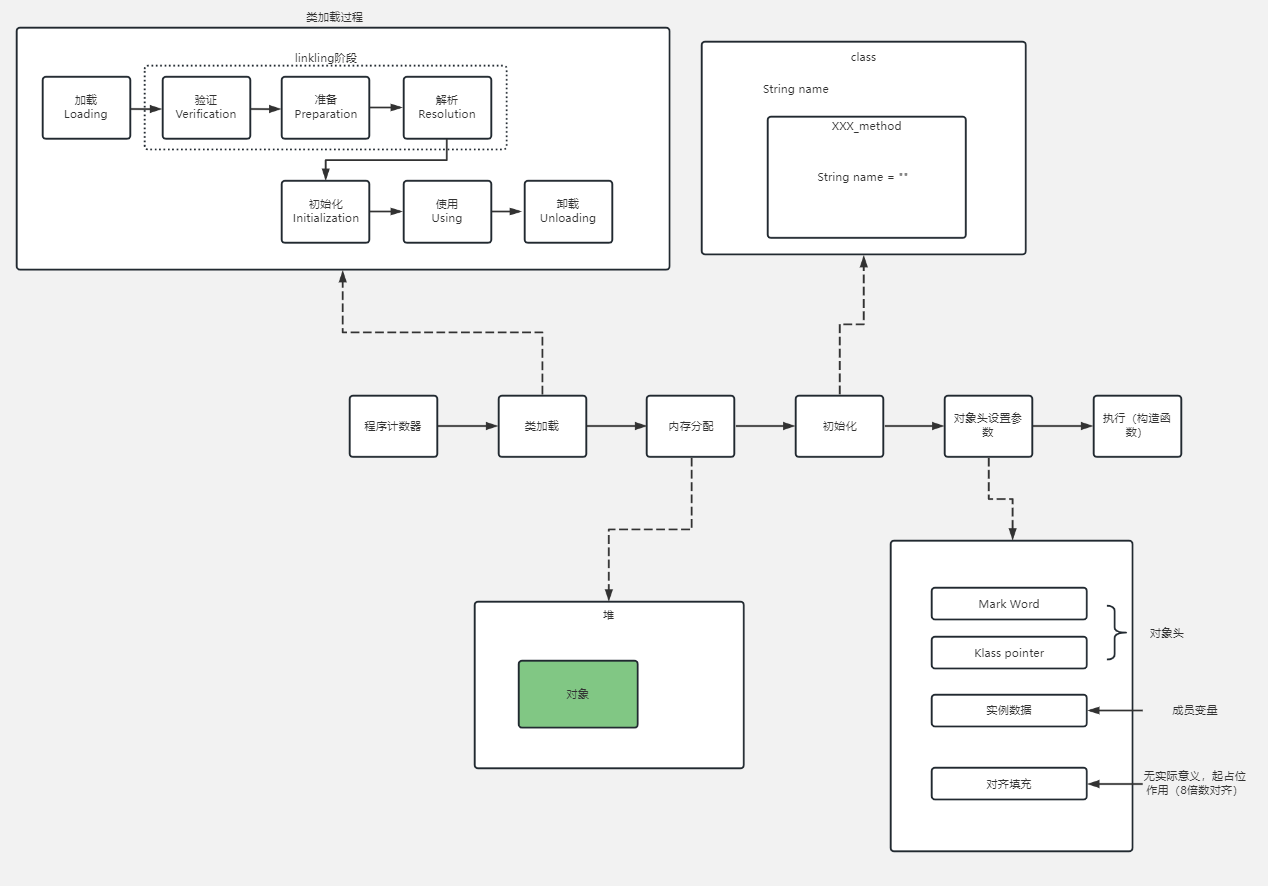 类加载过程
linkling阶段
加载
Loading
验证
Verification
准备
Preparation
解析
Resolution
初始化
Initialization
使用
Using
卸载
Unloading
class
String name
XXX_method
String name = ""
程序计数器
类加载
内存分配
初始化
对象头设置参
数
执行（构造函
数）
堆
对象
Mark Word
Klass pointer
对象头
实例数据
成员变量
对齐填充
无实际意义，起占位
作用（8倍数对齐）